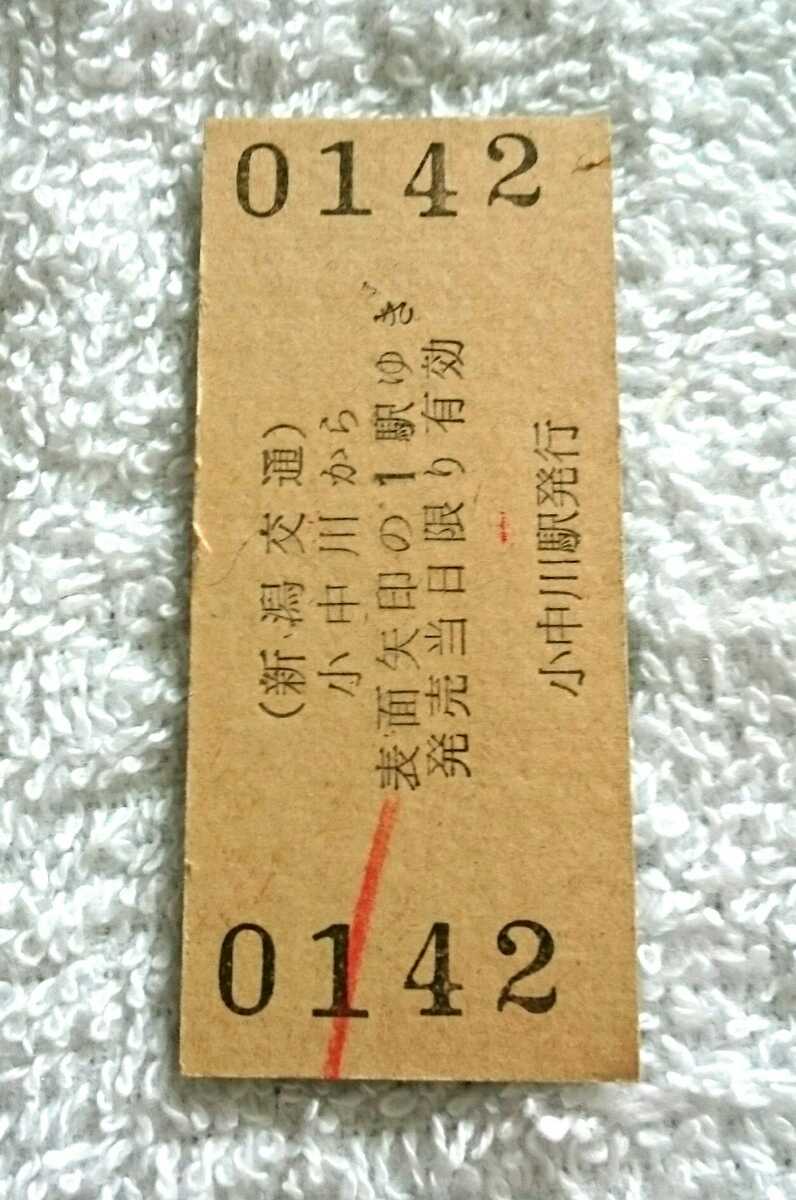 0142
(新潟交通)
小中川から
表面矢印の1駅ゆき
発売当日限り有効
小中川駅発行
0142